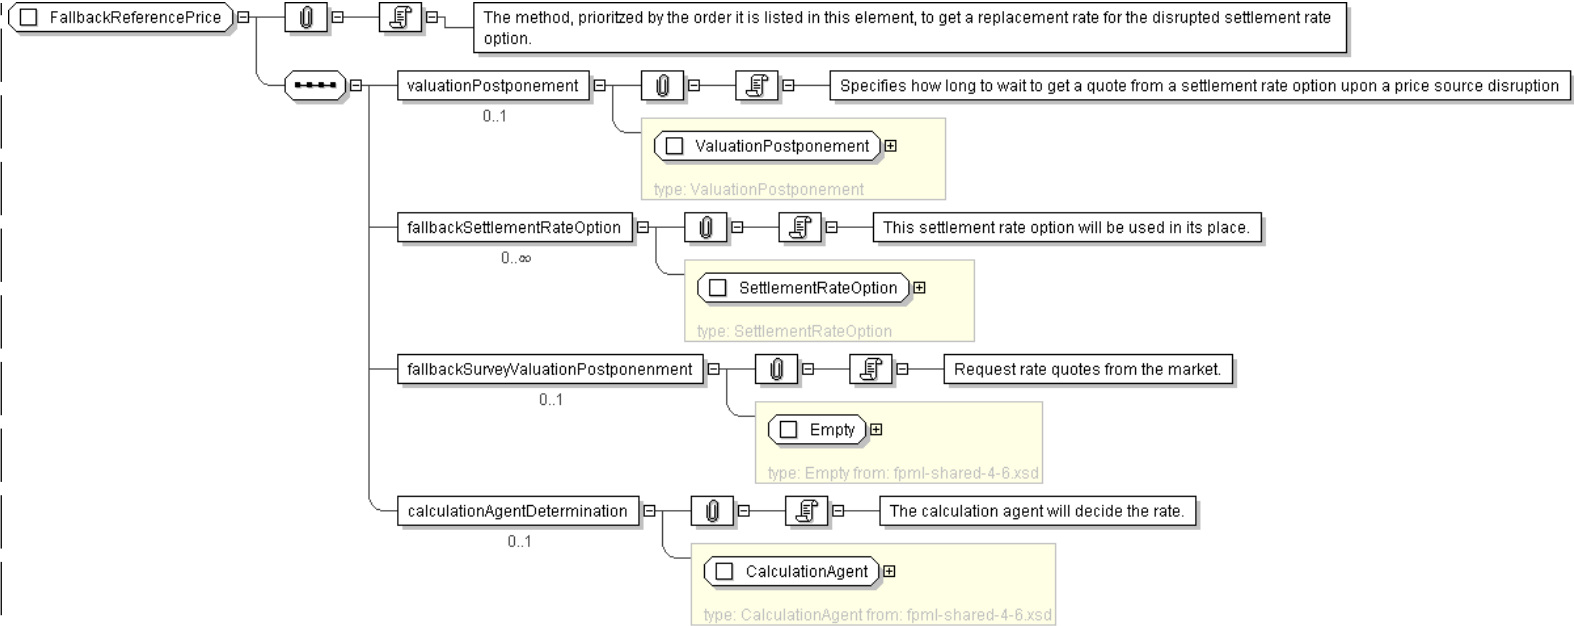 FallbackReferencePrice
The method, prioritzed by the order it is listed in this element, to get a replacement rate for the disrupted settlement rate
option.
valuationPostponement
Specifies how long to wait to get a quote from a settlement rate option upon a price source disruption
0..1
ValuationPostponement
type: ValuationPostponement
fallbackSettlementRateOption
This settlement rate option will be used in its place.
0..∞
SettlementRateOption
type: SettlementRateOption
fallbackSurveyValuationPostponenment
Request rate quotes from the market.
0..1
Empty
type: Empty from: fpml-shared-4-6.xsd
calculationAgentDetermination
The calculation agent will decide the rate.
0..1
CalculationAgent
type: CalculationAgent from: fpml-shared-4-6.xsd